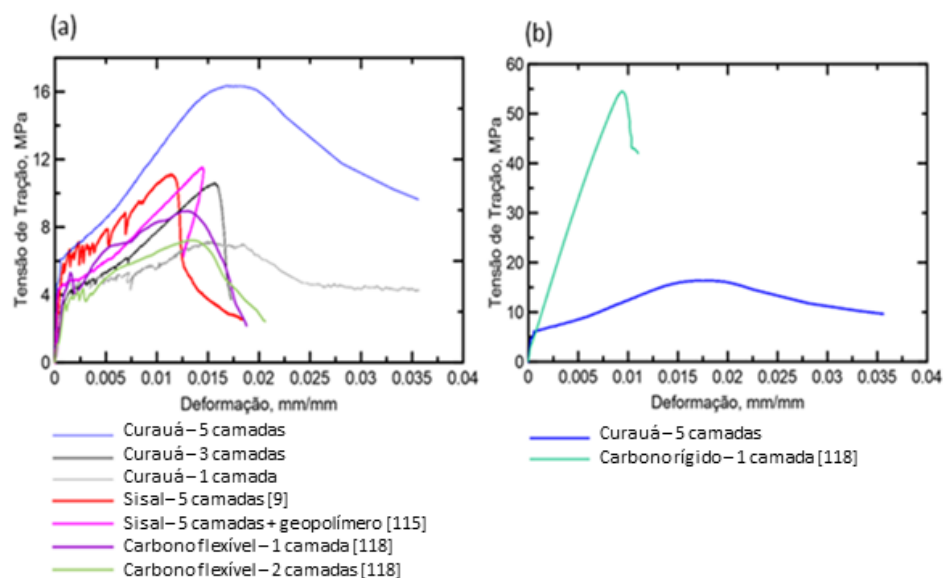 (a)
Tensão de Tração, MPa
16
12
8
4
0
0 0.005 0.01 0.015 0.02 0.025 0.03 0.035 0.04
Deformação, mm/mm
Curauá – 5 camadas
Curauá – 3 camadas
Curauá – 1 camada
Sisal – 5 camadas [9]
Sisal – 5 camadas + geopolímero [115]
Carbono flexível – 1 camada [118]
Carbono flexível – 2 camadas [118]
(b)
Tensão de Tração, MPa
60
50
40
30
20
10
0
0 0.005 0.01 0.015 0.02 0.025 0.03 0.035 0.04
Deformação, mm/mm
Curauá – 5 camadas
Carbono rígido – 1 camada [118]